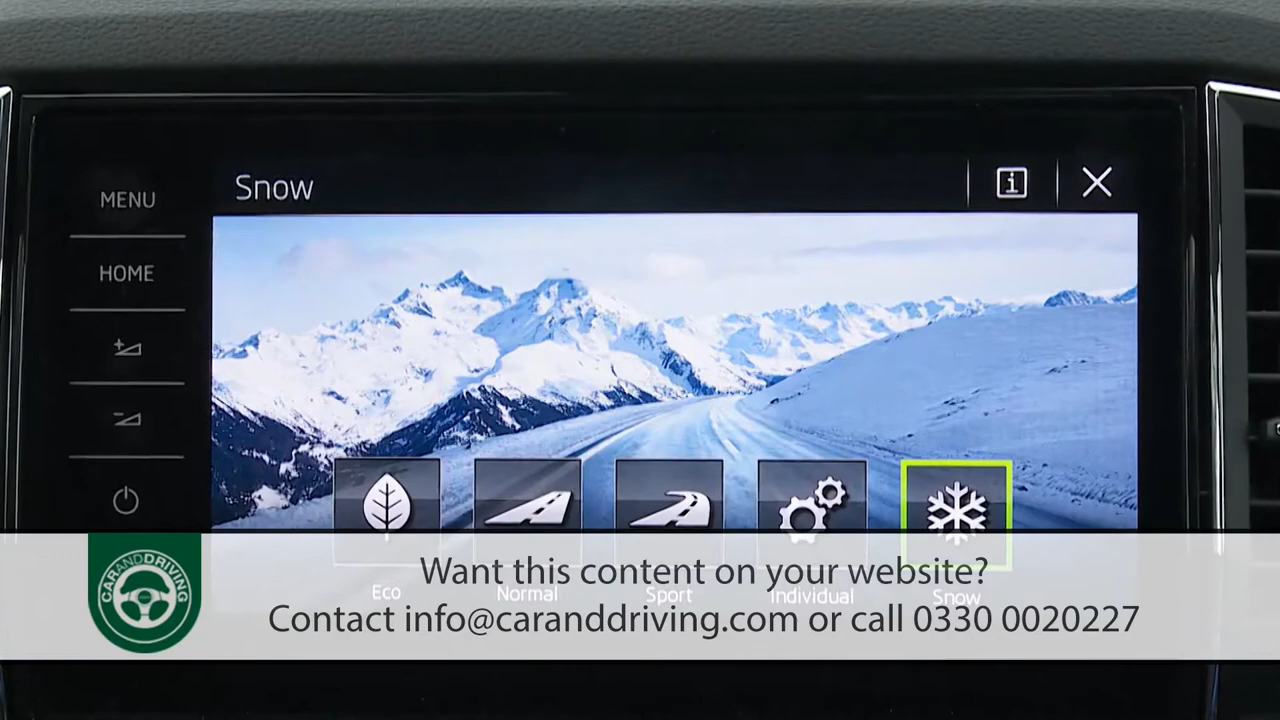 Snow
i
MENU
HOME
Eco
Normal
Sport
Individual
Snow
CARANDDRIVING
Want this content on your website?
Contact info@caranddriving.com or call 0330 0020227